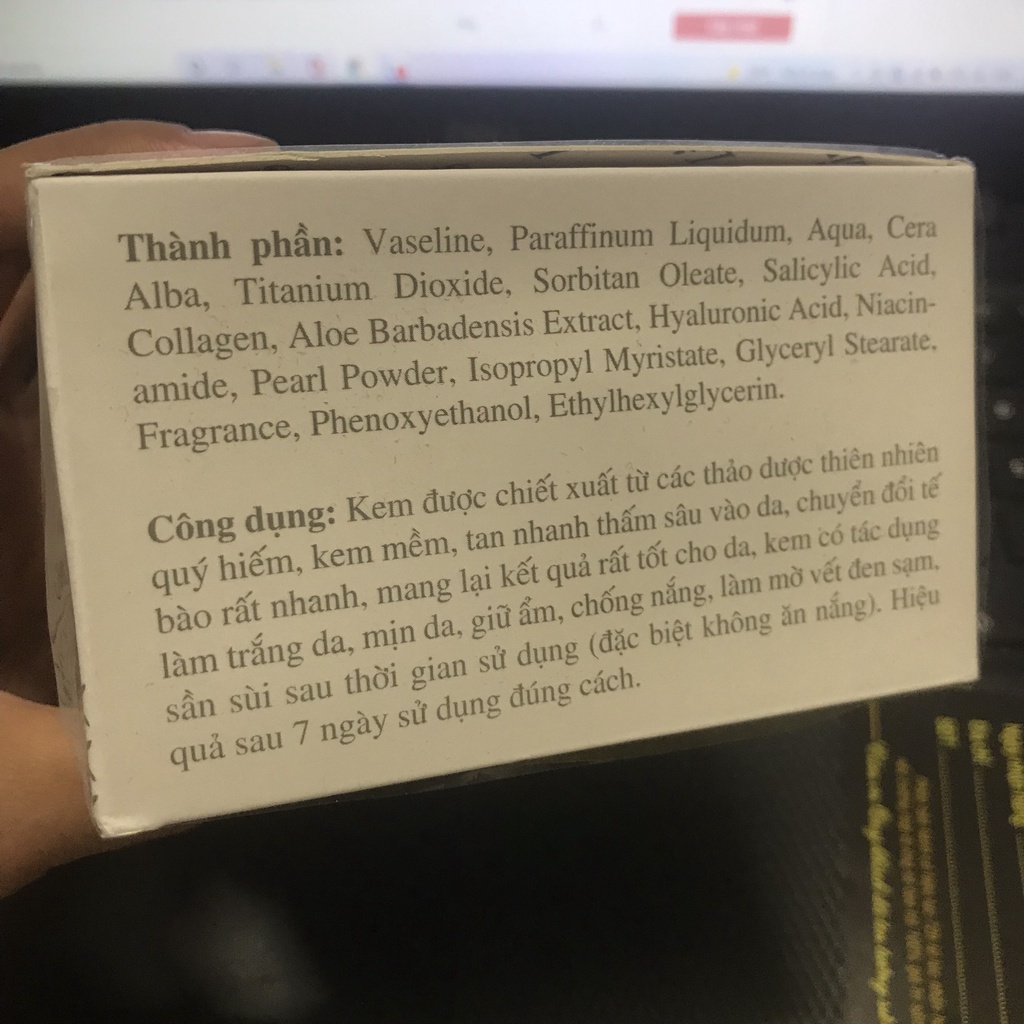 Thành phần: Vaseline, Paraffinum Liquidum, Aqua, Cera
Alba, Titanium Dioxide, Sorbitan Oleate, Salicylic Acid,
Collagen, Aloe Barbadensis Extract, Hyaluronic Acid, Niacin-
amide, Pearl Powder, Isopropyl Myristate, Glyceryl Stearate,
Fragrance, Phenoxyethanol, Ethylhexylglycerin.
Công dụng: Kem được chiết xuất từ các thảo dược thiên nhiên
quý hiếm, kem mềm, tan nhanh thấm sâu vào da, chuyển đổi tế
bào rất nhanh, mang lại kết quả rất tốt cho da, kem có tác dụng
làm trắng da, mịn da, giữ ẩm, chống nắng, làm mờ vết đen sạm,
sần sùi sau thời gian sử dụng (đặc biệt không ăn nắng). Hiệu
quả sau 7 ngày sử dụng đúng cách.